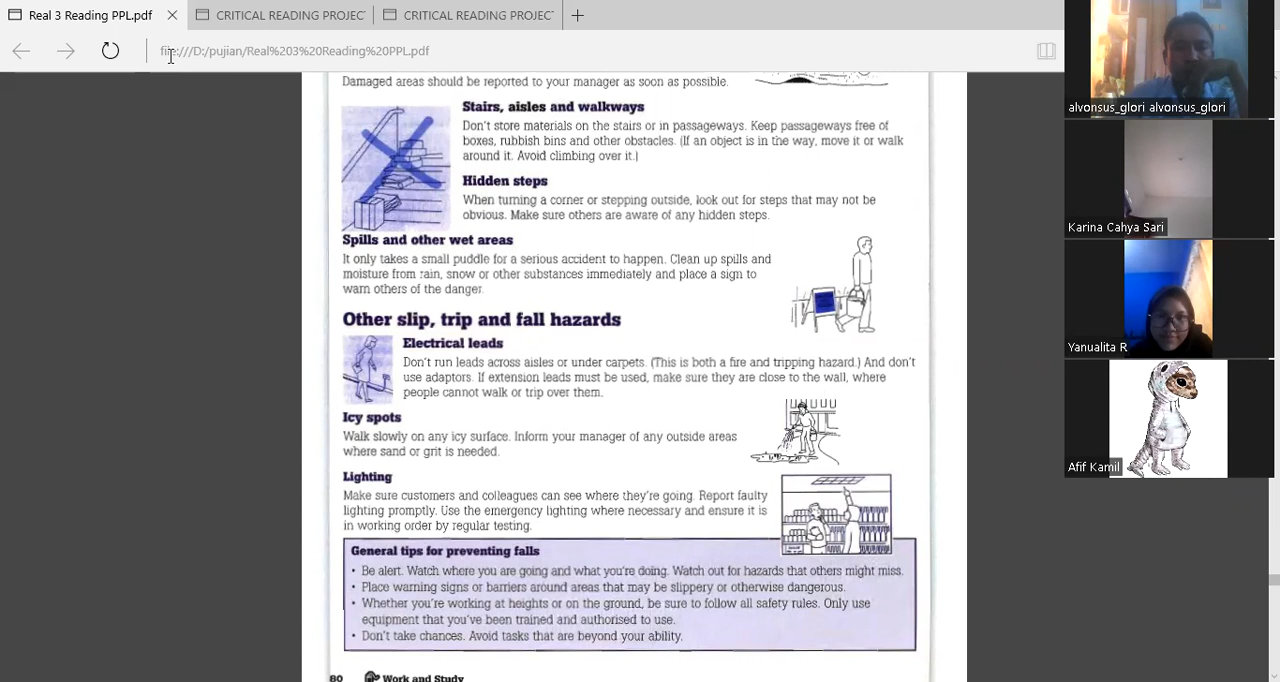 Real 3 Reading PPL.pdf
CRITICAL READING PROJECT
CRITICAL READING PROJECT
file:///D:/pujian/Real%203%20Reading%20PPL.pdf
Damaged areas should be reported to your manager as soon as possible.
Stairs, aisles and walkways
Don't store materials on the stairs or in passageways. Keep passageways free of
boxes, rubbish bins and other obstacles. (If an object is in the way, move it or walk
around it. Avoid climbing over it.)
Hidden steps
When turning a corner or stepping outside, look out for steps that may not be
obvious. Make sure others are aware of any hidden steps.
Spills and other wet areas
It only takes a small puddle for a serious accident to happen. Clean up spills and
moisture from rain, snow or other substances immediately and place a sign to
warn others of the danger.
Other slip, trip and fall hazards
Electrical leads
Don't run leads across aisles or under carpets. (This is both a fire and tripping hazard.) And don't
use adaptors. If extension leads must be used, make sure they are close to the wall, where
people cannot walk or trip over them.
Icy spots
Walk slowly on any icy surface. Inform your manager of any outside areas
where sand or grit is needed.
Lighting
Make sure customers and colleagues can see where they're going. Report faulty
lighting promptly. Use the emergency lighting where necessary and ensure it is
in working order by regular testing.
General tips for preventing falls
• Be alert. Watch where you are going and what you're doing. Watch out for hazards that others might miss.
• Place warning signs or barriers around areas that may be slippery or otherwise dangerous.
• Whether you're working at heights or on the ground, be sure to follow all safety rules. Only use
equipment that you've been trained and authorised to use.
• Don't take chances. Avoid tasks that are beyond your ability.
80 Work and Study
alvonsus_glori alvonsus_glori
Karina Cahya Sari
Yanualita R
Afif Kamil